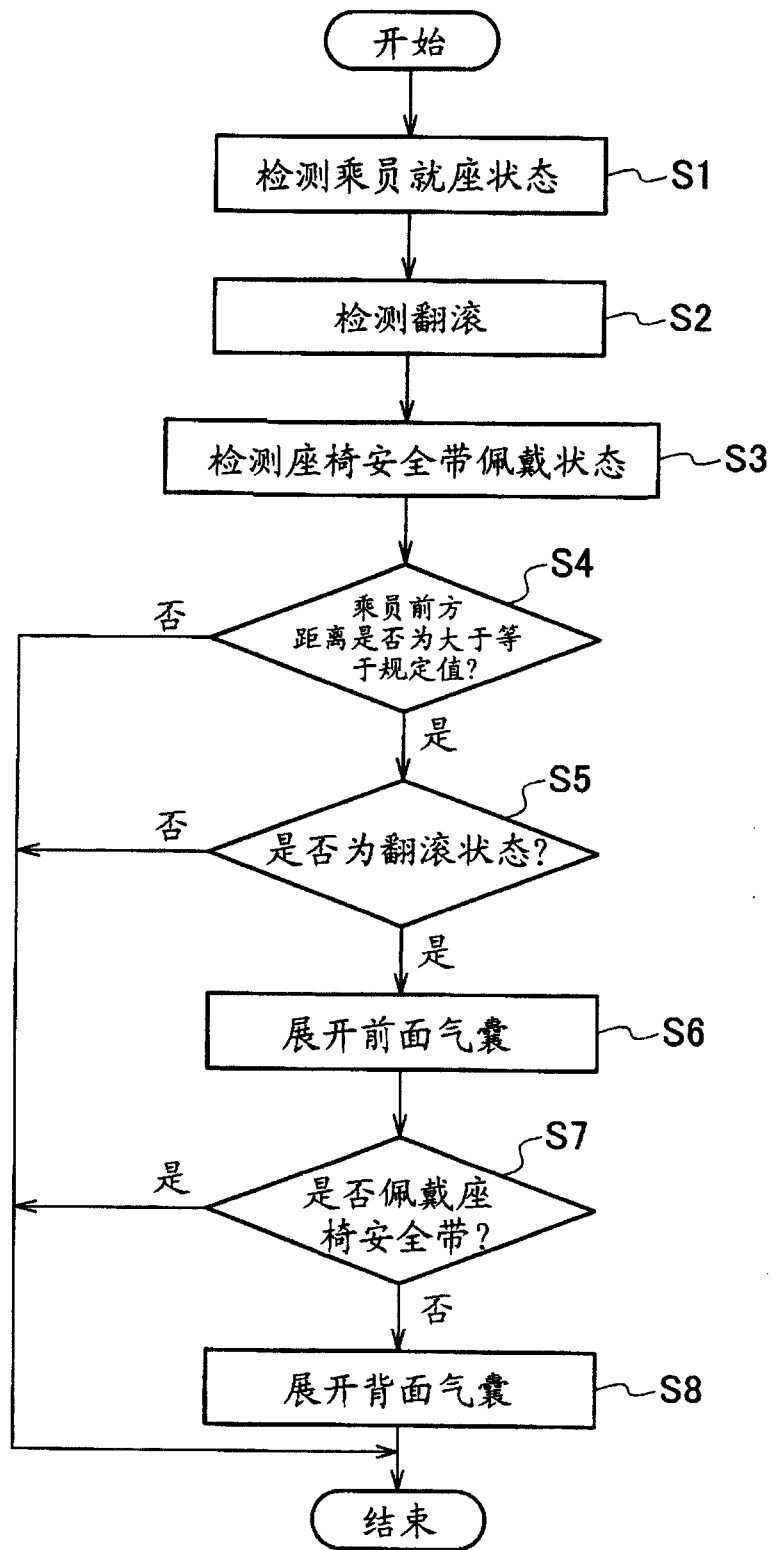 开始
检测乘员就座状态
S1
检测翻滚
S2
检测座椅安全带佩戴状态
S3
S4
否
乘员前方
距离是否为大于等
于规定值?
是
S5
否
是否为翻滚状态?
是
展开前面气囊
S6
S7
是
是否佩戴座
椅安全带?
否
展开背面气囊
S8
结束